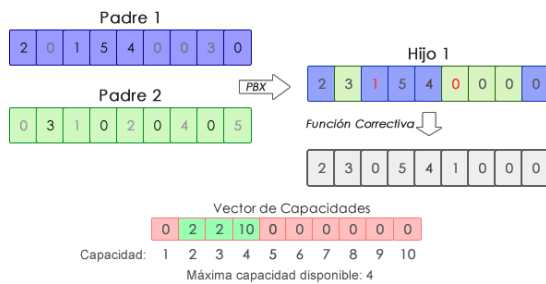 Padre 1
2 0 1 5 4 0 0 3 0
Padre 2
0 3 1 0 2 0 4 0 5
PBX
Hijo 1
2 3 1 5 4 0 0 0 0
Función Correctiva
2 3 0 5 4 1 0 0 0
Vector de Capacidades
0 2 2 10 0 0 0 0 0 0
Capacidad: 1 2 3 4 5 6 7 8 9 10
Máxima capacidad disponible: 4